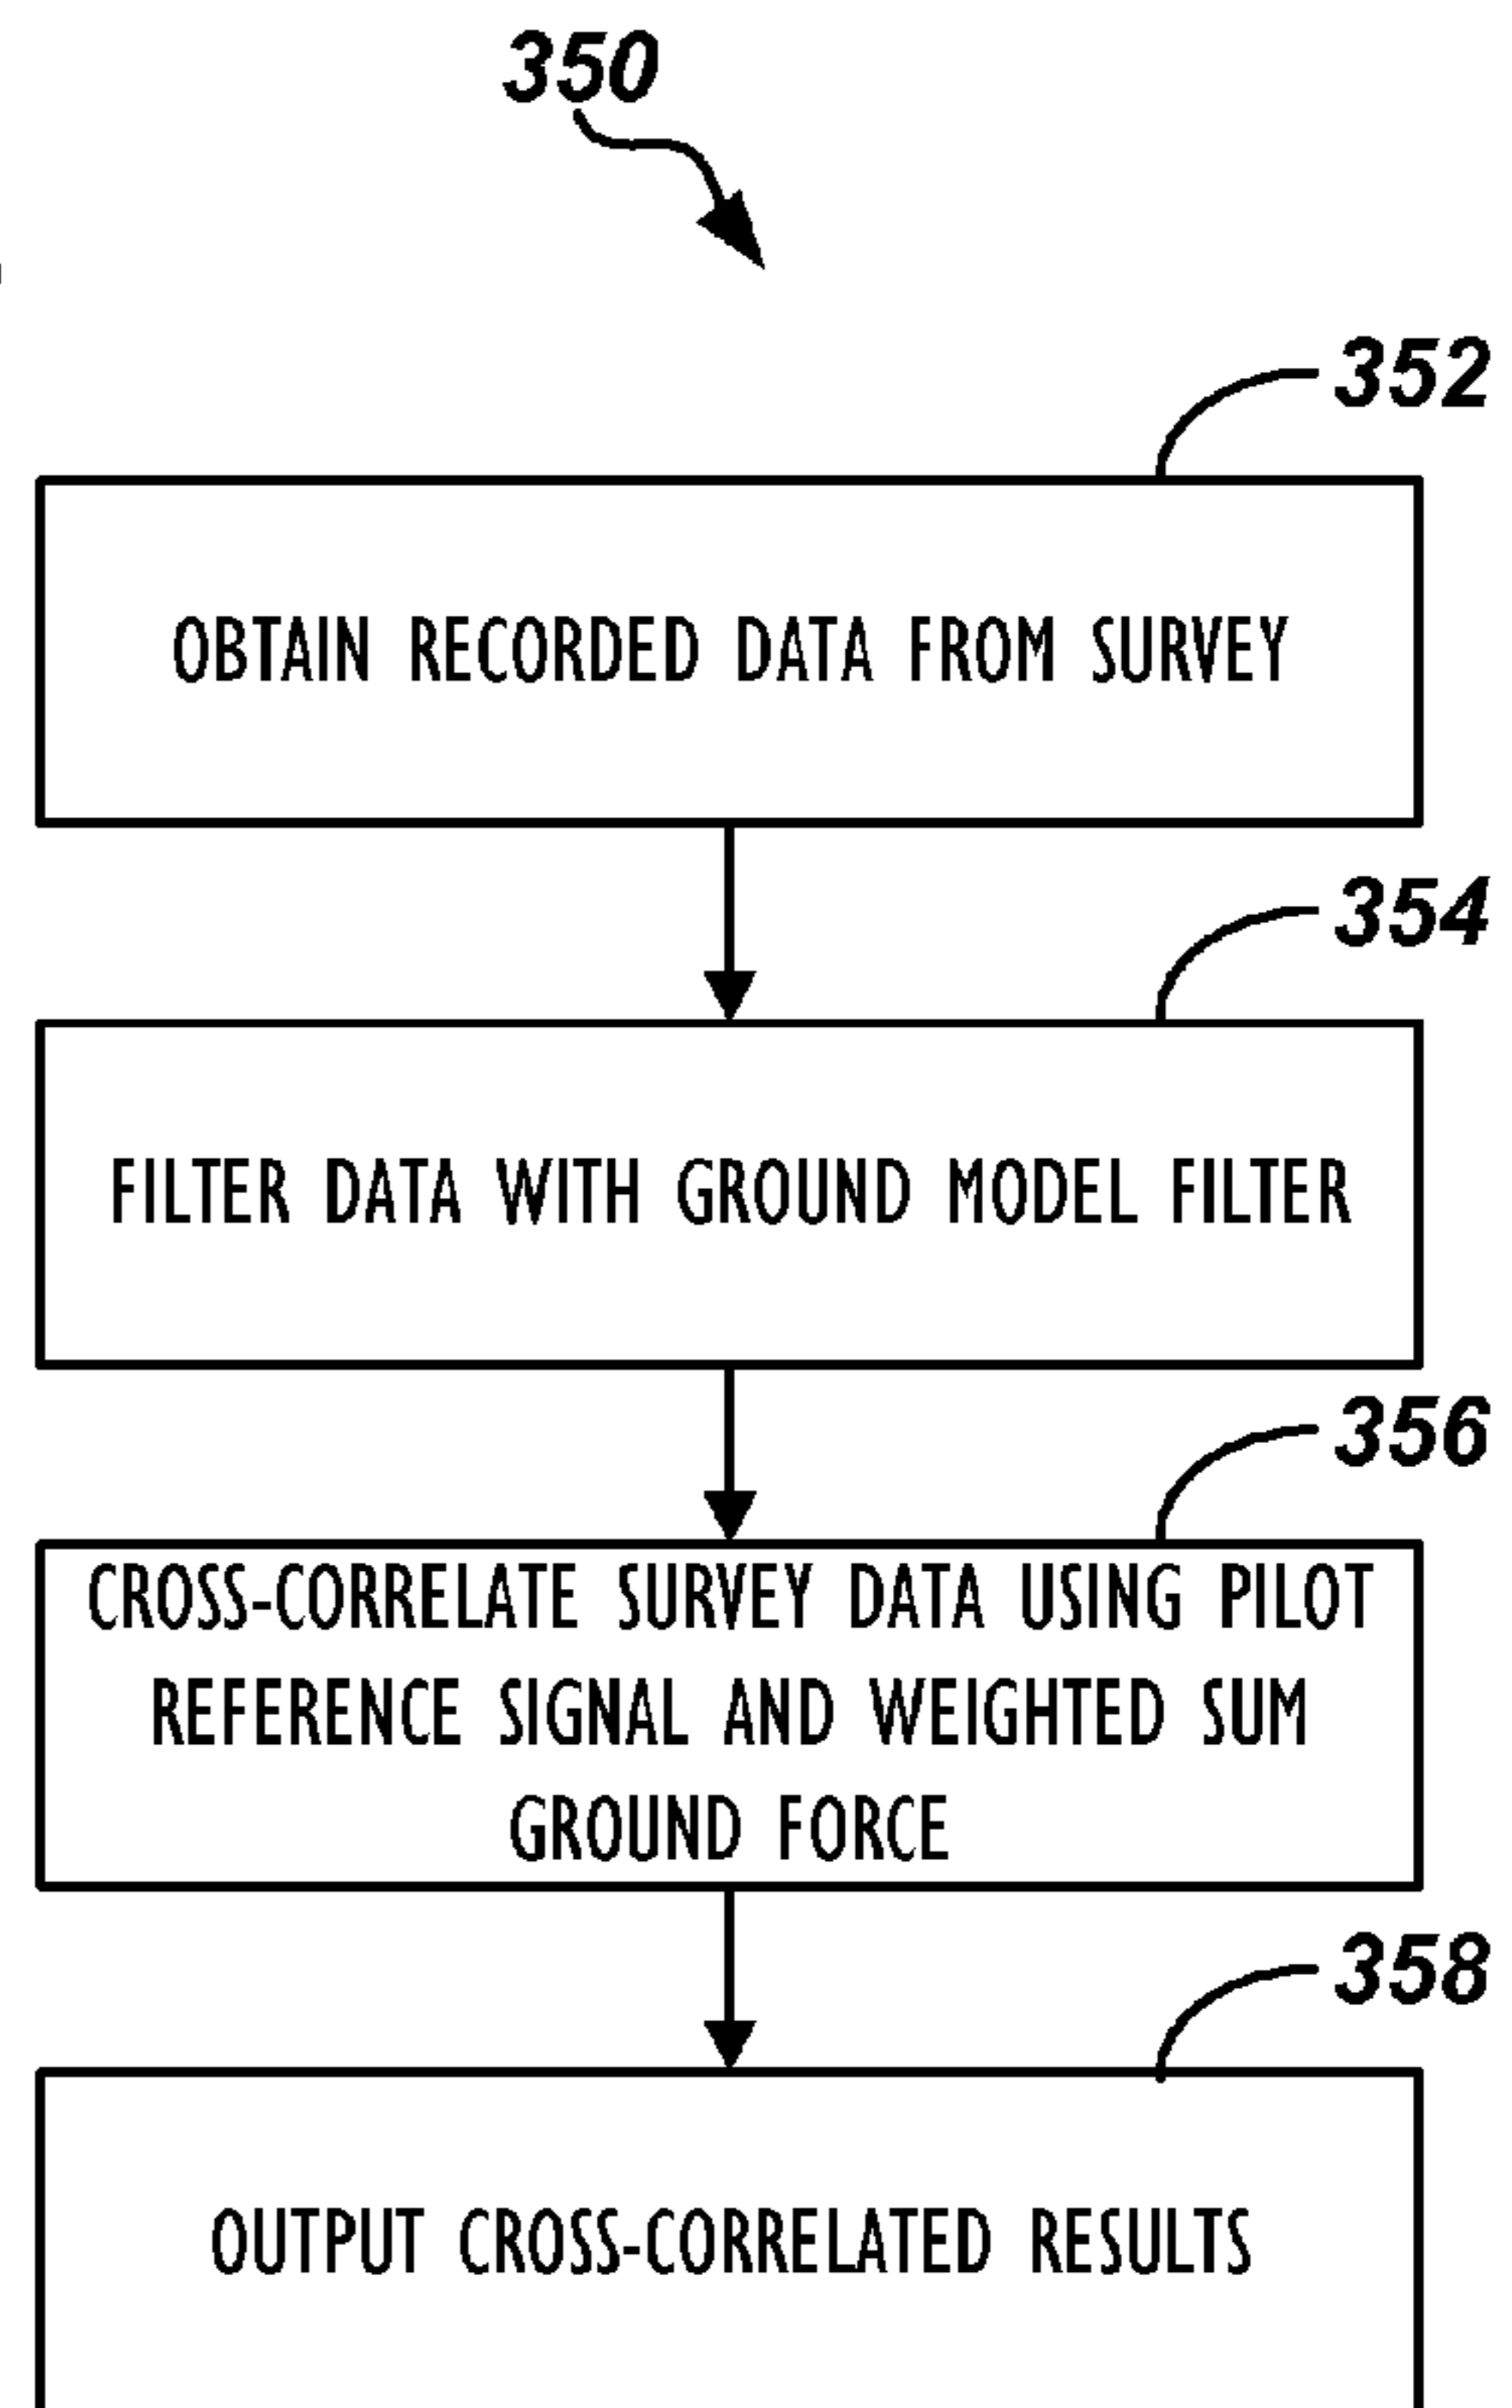 350
352
OBTAIN RECORDED DATA FROM SURVEY
354
FILTER DATA WITH GROUND MODEL FILTER
356
CROSS-CORRELATE SURVEY DATA USING PILOT
REFERENCE SIGNAL AND WEIGHTED SUM
GROUND FORCE
358
OUTPUT CROSS-CORRELATED RESULTS